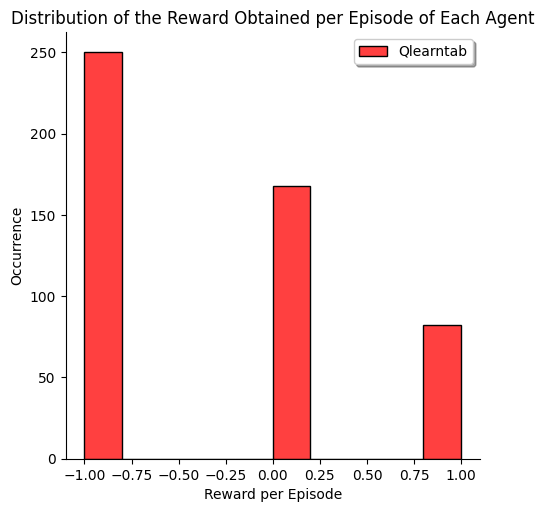 Distribution of the Reward Obtained per Episode of Each Agent
Qlearntab
250
200
150
100
50
0
Occurrence
−1.00 −0.75 −0.50 −0.25 0.00 0.25 0.50 0.75 1.00
Reward per Episode